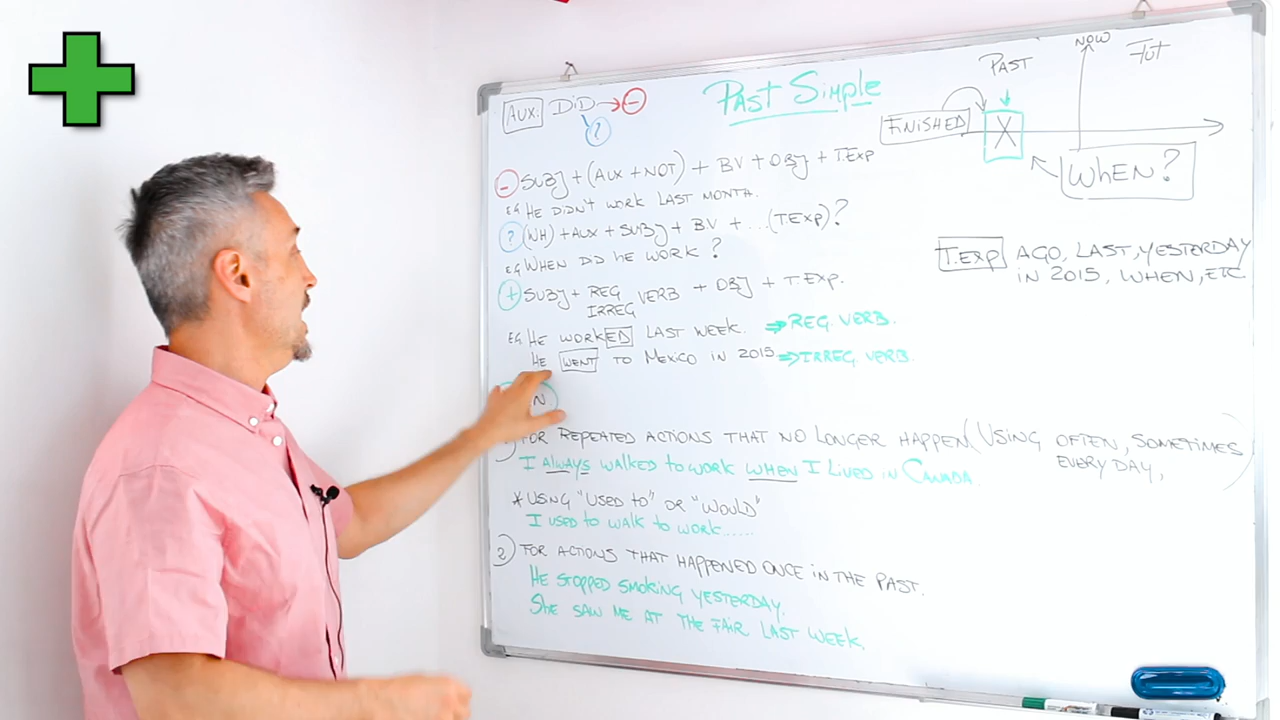 Past Simple
AUX. DiD → -
?
PAST
NOW
FUT
FINISHED
X
WHEN?
- SUBJ + (AUX + NOT) + BV + OBJ + T.EXP
EG HE DIDN'T WORK LAST MONTH.
? (WH) + AUX + SUBJ + BV + ... (T.EXP)?
EG WHEN DID HE WORK?
+ SUBJ + REG IRREG VERB + OBJ + T.EXP.
EG. HE WORKED LAST WEEK. ⇒ REG. VERB.
HE WENT TO MEXICO IN 2015 ⇒ IRREG. VERB.
T.EXP AGO, LAST, YESTERDAY
IN 2015, WHEN, ETC
N
FOR REPEATED ACTIONS THAT NO LONGER HAPPEN (USING OFTEN, SOMETIMES
EVERY DAY, )
I ALWAYS WALKED TO WORK WHEN I LIVED IN CANADA.
* USING "USED TO" OR "WOULD"
I USED TO WALK TO WORK......
2) FOR ACTIONS THAT HAPPENED ONCE IN THE PAST.
HE STOPPED SMOKING YESTERDAY.
SHE SAW ME AT THE FAIR LAST WEEK.